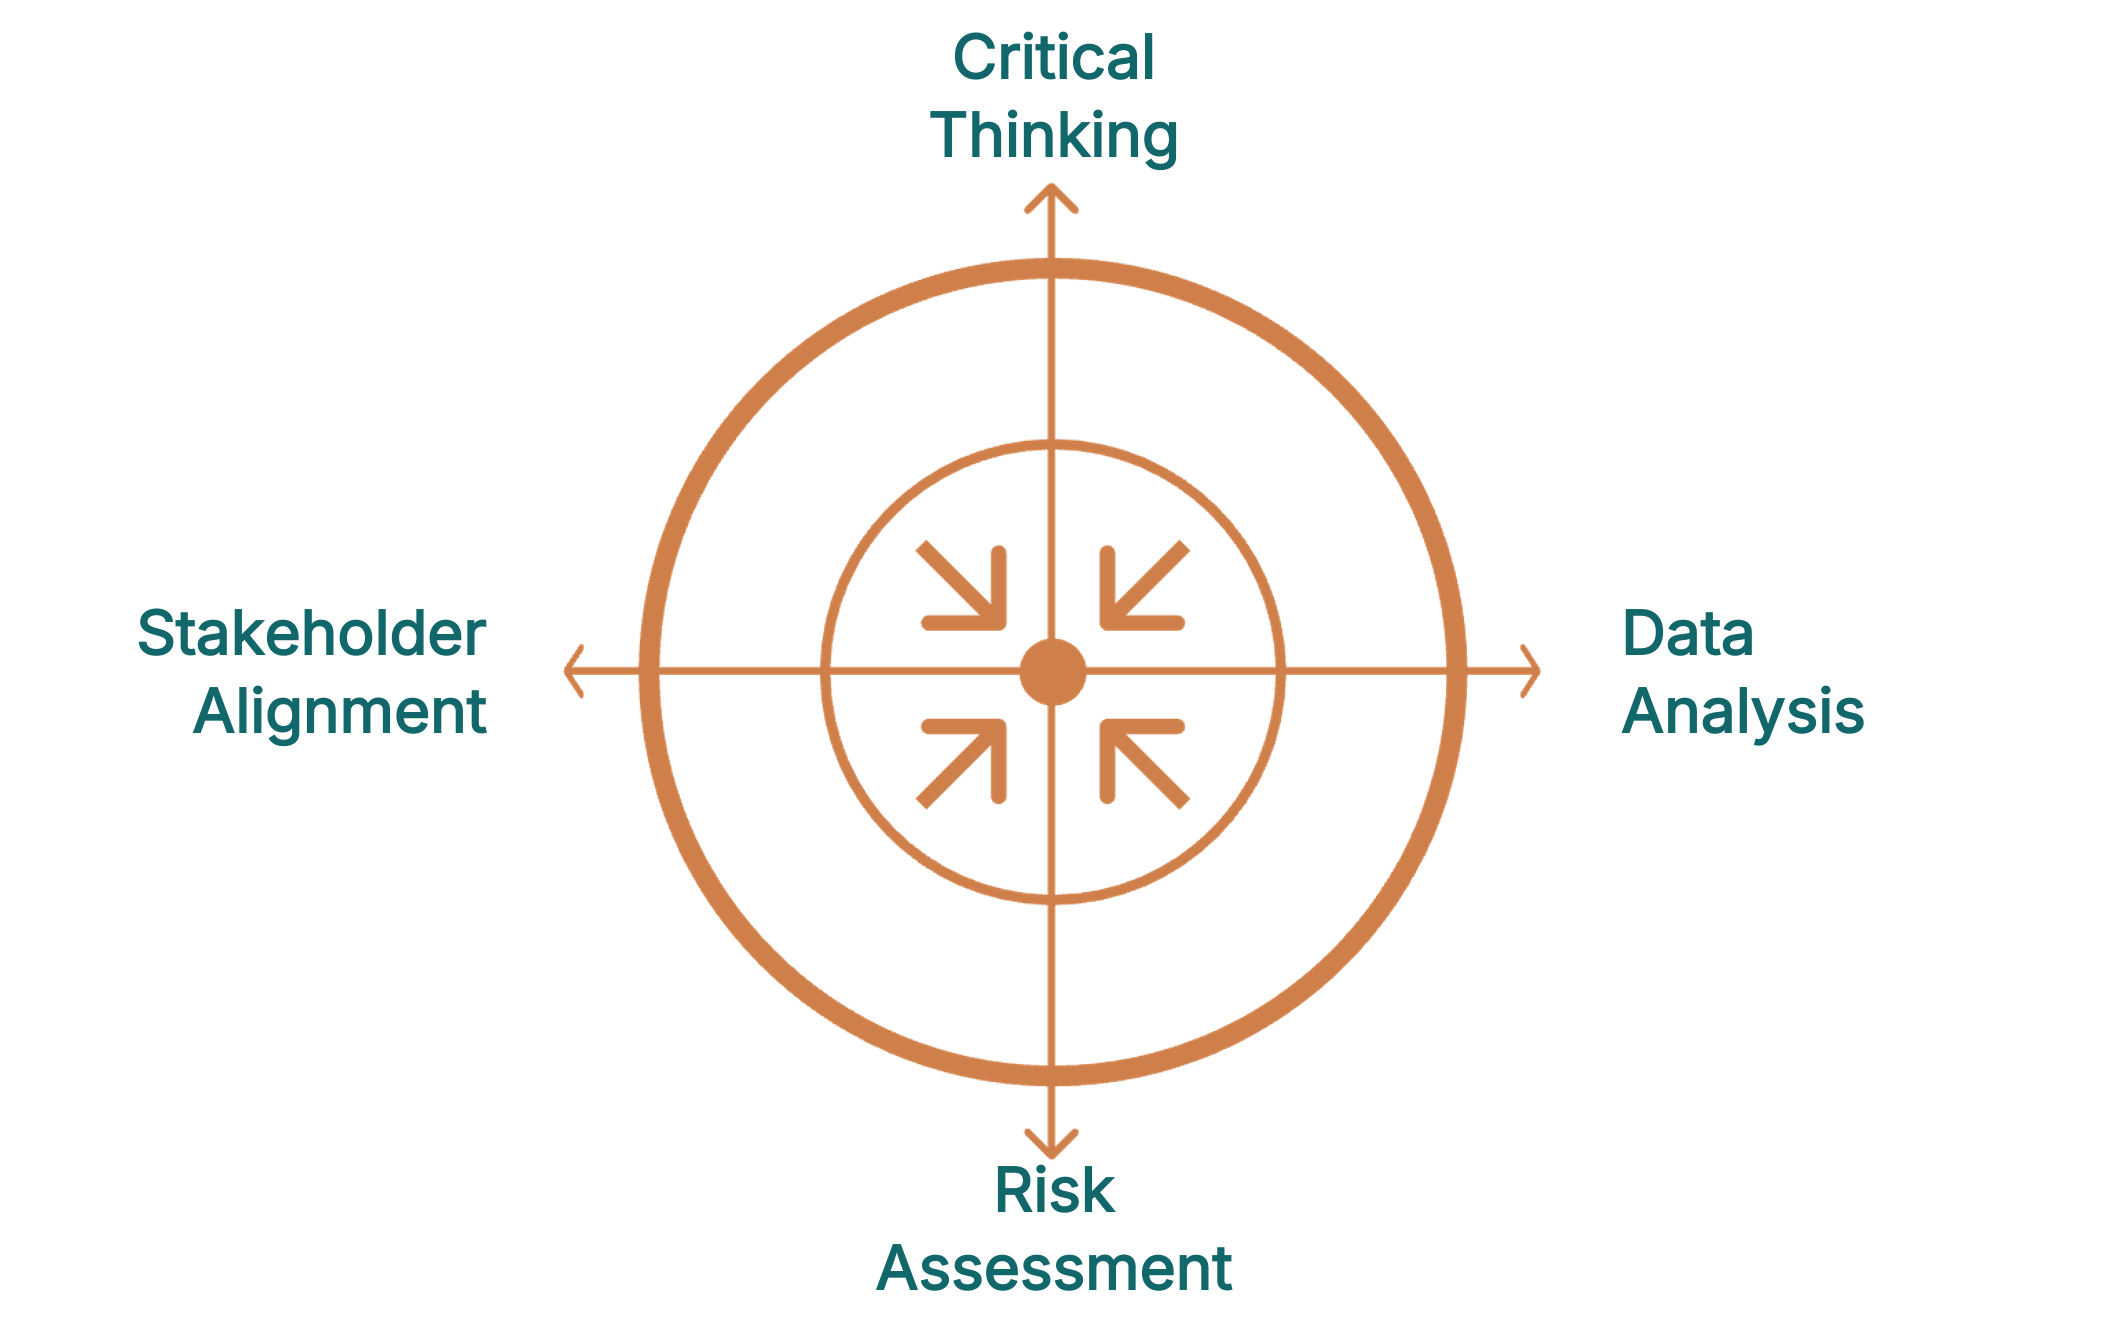 Critical
Thinking
Stakeholder
Alignment
Data
Analysis
Risk
Assessment